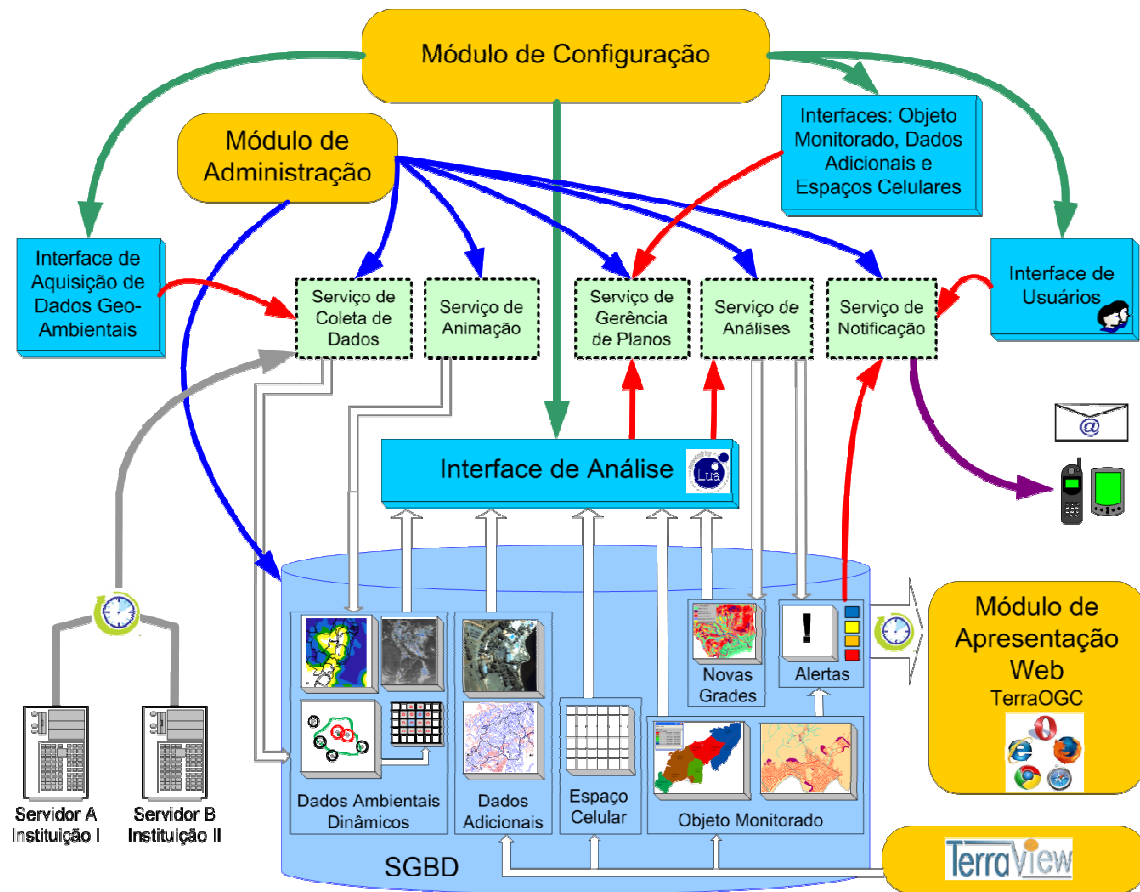 Módulo de Configuração
Módulo de
Administração
Interfaces: Objeto
Monitorado, Dados
Adicionais e
Espaços Celulares
Interface de
Aquisição de
Dados Geo-
Ambientais
Serviço de
Coleta de
Dados
Serviço de
Animação
Serviço de
Gerência
de Planos
Serviço de
Análises
Serviço de
Notificação
Interface de
Usuários
@
Interface de Análise
Lua
Novas
Grades
!
Alertas
Módulo de
Apresentação
Web
TerraOGC
Dados Ambientais
Dinâmicos
Dados
Adicionais
Espaço
Celular
Objeto Monitorado
SGBD
Servidor A
Instituição I
Servidor B
Instituição II
TerraView